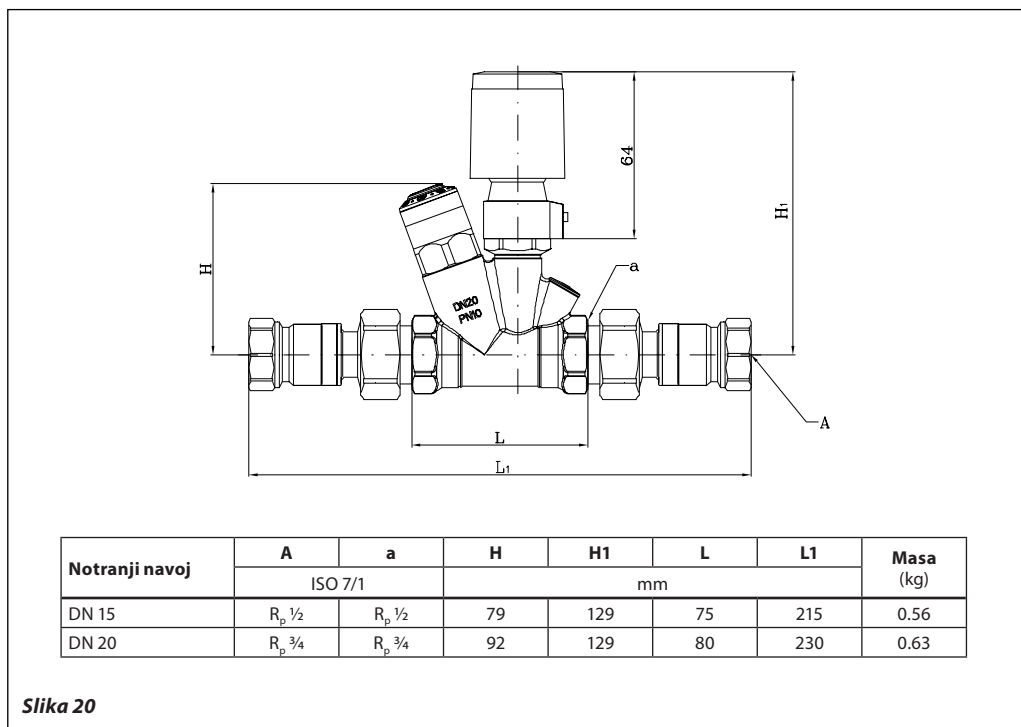 64
H₁
H
a
DN20
PN10
A
L
L₁
Notranji navoj A a H H1 L L1 Masa (kg)
ISO 7/1 mm
DN 15 Rₚ ½ Rₚ ½ 79 129 75 215 0.56
DN 20 Rₚ ¾ Rₚ ¾ 92 129 80 230 0.63
Slika 20